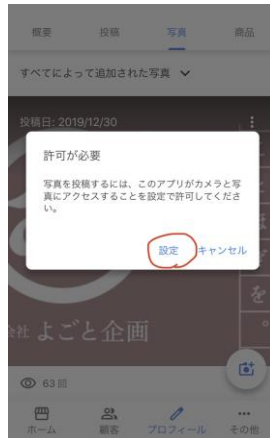 概要 投稿 写真 商品
すべてによって追加された写真
投稿日: 2019/12/30
許可が必要
写真を投稿するには、このアプリがカメラと写
真にアクセスすることを設定で許可してくださ
い。
設定 キャンセル
を。
会社 よごと企画
63 回
ホーム 顧客 プロフィール その他